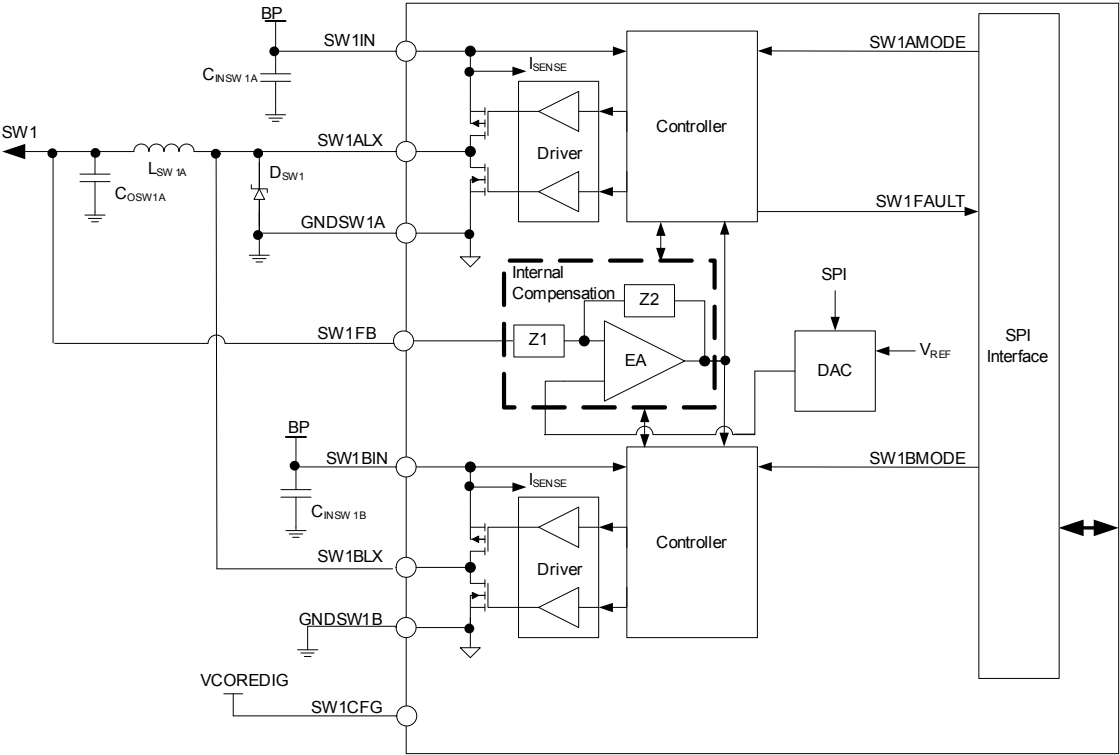 BP
SW1IN
SW1AMODE
CINSW1A
ISENSE
Controller
SW1
SW1ALX
Driver
LSW1A
DSW1
COSW1A
SW1FAULT
GNDSW1A
Internal
Compensation
SPI
Z2
SW1FB
Z1
EA
VREF
DAC
SPI
Interface
BP
SW1BIN
SW1BMODE
ISENSE
CINSW1B
Controller
SW1BLX
Driver
GNDSW1B
VCOREDIG
SW1CFG